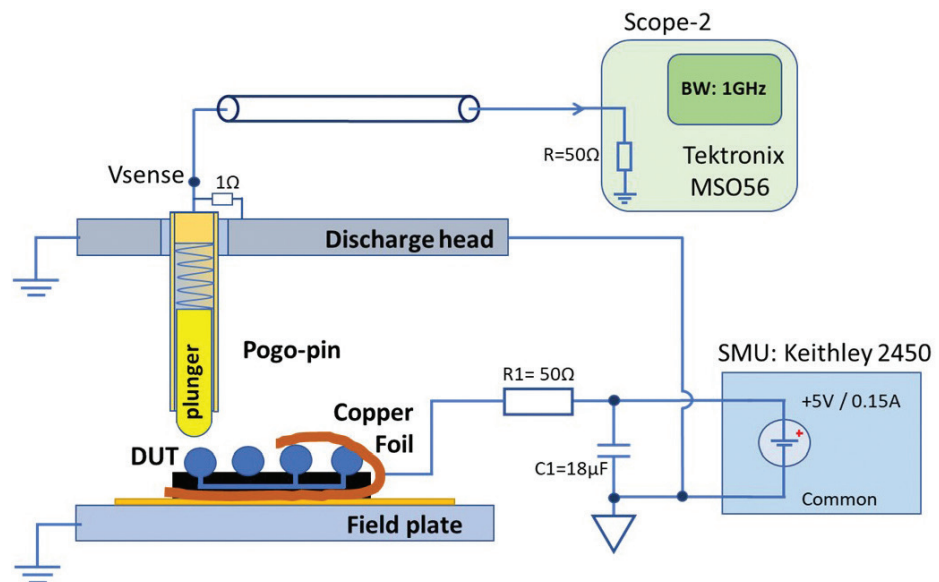 Scope-2
BW: 1GHz
R=50Ω
Tektronix
MSO56
Vsense
1Ω
Discharge head
plunger
Pogo-pin
SMU: Keithley 2450
R1= 50Ω
+5V / 0.15A
Copper
Foil
DUT
C1=18µF
+
Common
Field plate